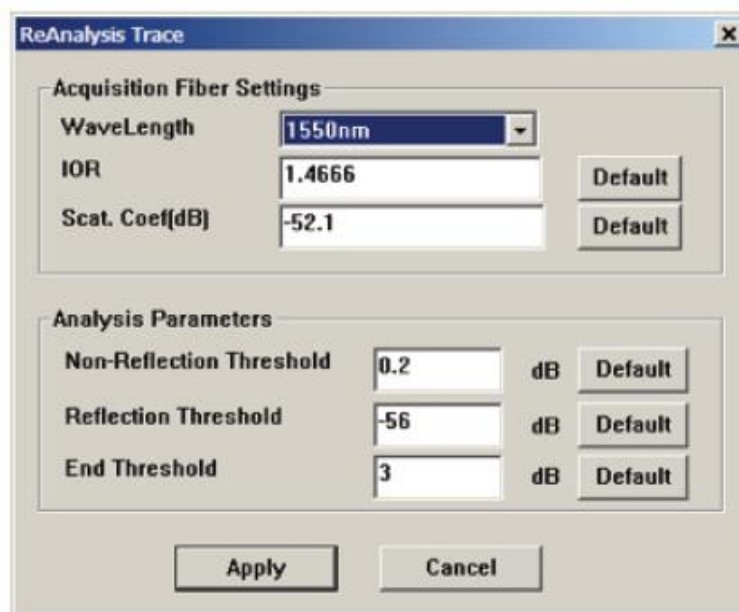 ReAnalysis Trace
Acquisition Fiber Settings
WaveLength 1550nm
IOR 1.4666 Default
Scat. Coef(dB) -52.1 Default
Analysis Parameters
Non-Reflection Threshold 0.2 dB Default
Reflection Threshold -56 dB Default
End Threshold 3 dB Default
Apply Cancel